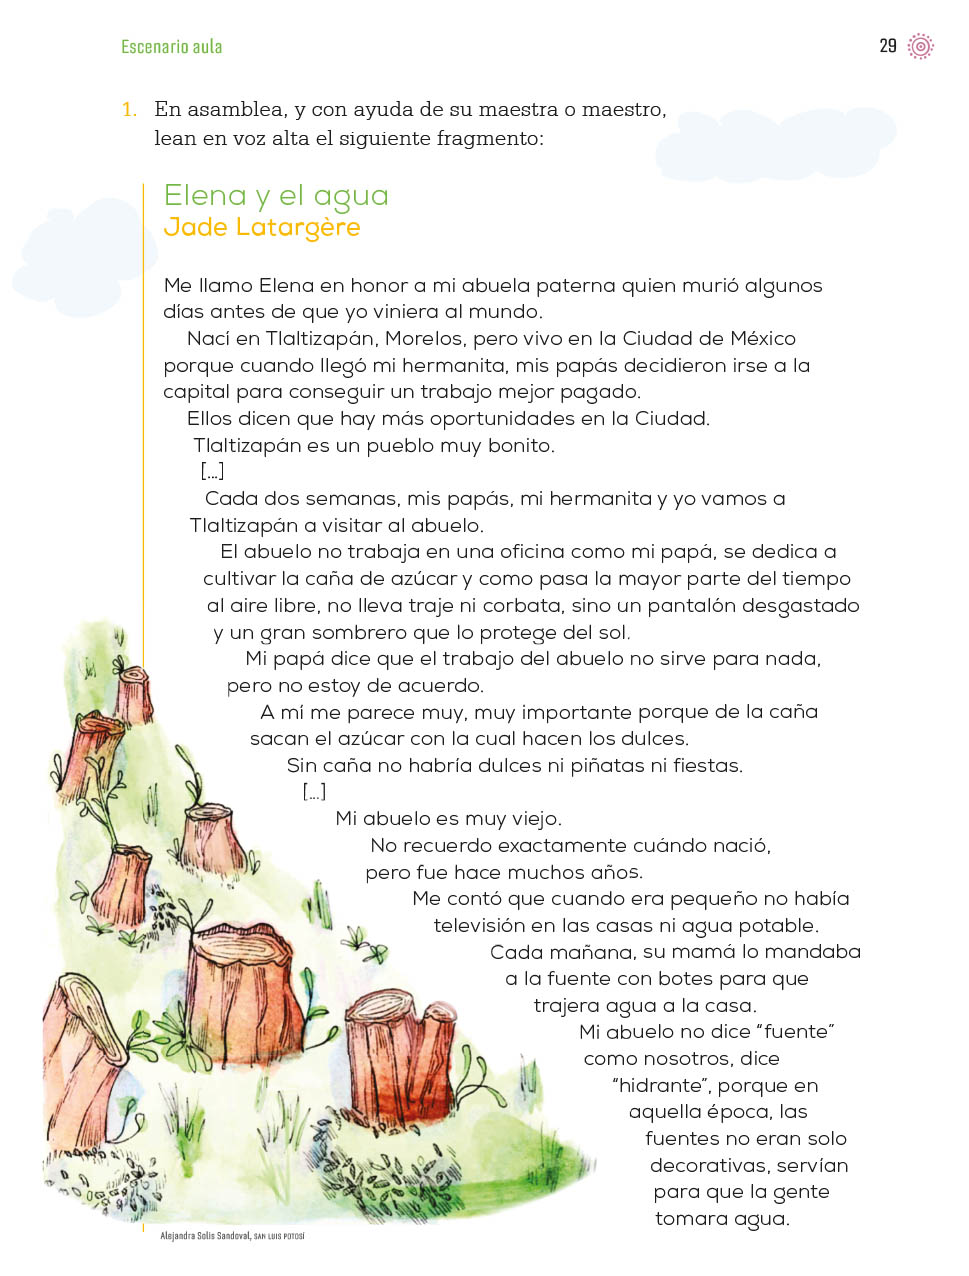 Escenario aula
29
1. En asamblea, y con ayuda de su maestra o maestro,
lean en voz alta el siguiente fragmento:
Elena y el agua
Jade Latargère
Me llamo Elena en honor a mi abuela paterna quien murió algunos
días antes de que yo viniera al mundo.
Nací en Tlaltizapán, Morelos, pero vivo en la Ciudad de México
porque cuando llegó mi hermanita, mis papás decidieron irse a la
capital para conseguir un trabajo mejor pagado.
Ellos dicen que hay más oportunidades en la Ciudad.
Tlaltizapán es un pueblo muy bonito.
[...]
Cada dos semanas, mis papás, mi hermanita y yo vamos a
Tlaltizapán a visitar al abuelo.
El abuelo no trabaja en una oficina como mi papá, se dedica a
cultivar la caña de azúcar y como pasa la mayor parte del tiempo
al aire libre, no lleva traje ni corbata, sino un pantalón desgastado
y un gran sombrero que lo protege del sol.
Mi papá dice que el trabajo del abuelo no sirve para nada,
pero no estoy de acuerdo.
A mí me parece muy, muy importante porque de la caña
sacan el azúcar con la cual hacen los dulces.
Sin caña no habría dulces ni piñatas ni fiestas.
[...]
Mi abuelo es muy viejo.
No recuerdo exactamente cuándo nació,
pero fue hace muchos años.
Me contó que cuando era pequeño no había
televisión en las casas ni agua potable.
Cada mañana, su mamá lo mandaba
a la fuente con botes para que
trajera agua a la casa.
Mi abuelo no dice “fuente”
como nosotros, dice
“hidrante”, porque en
aquella época, las
fuentes no eran solo
decorativas, servían
para que la gente
tomara agua.
Alejandra Solís Sandoval, SAN LUIS POTOSÍ